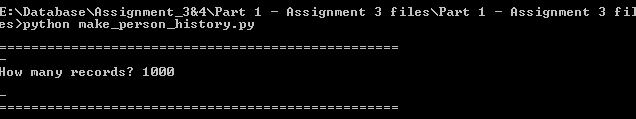 E:\Database\Assignment_3&4\Part 1 - Assignment 3 files\Part 1 - Assignment 3 fil
es>python make_person_history.py
==================================================
_
How many records? 1000
_
==================================================